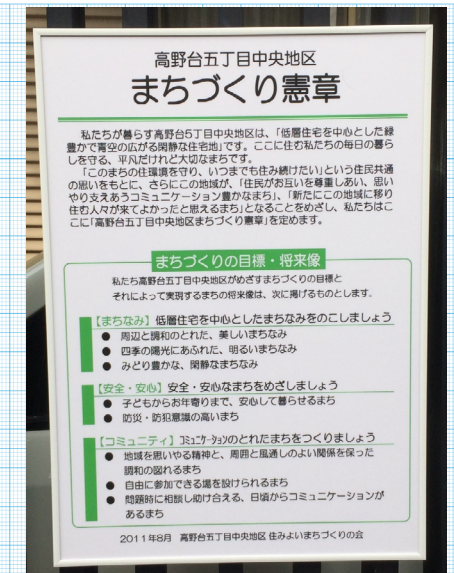 高野台五丁目中央地区
まちづくり憲章
私たちが暮らす高野台5丁目中央地区は、「低層住宅を中心とした緑
豊かで青空の広がる閑静な住宅地」です。ここに住む私たちの毎日の暮ら
しを守る、平凡だけれど大切なまちです。
「このまちの住環境を守り、いつまでも住み続けたい」という住民共通
の思いをもとに、さらにこの地域が、「住民がお互いを尊重しあい、思い
やり支えあうコミュニケーション豊かなまち」、「新たにこの地域に移り
住む人々が来てよかったと思えるまち」となることをめざし、私たちはこ
こに「高野台五丁目中央地区まちづくり憲章」を定めます。
まちづくりの目標・将来像
私たち高野台五丁目中央地区がめざすまちづくりの目標と
それによって実現するまちの将来像は、次に掲げるものとします。
【まちなみ】低層住宅を中心としたまちなみをのこしましょう
● 周辺と調和のとれた、美しいまちなみ
● 四季の陽光にあふれた、明るいまちなみ
● みどり豊かな、閑静なまちなみ
【安全・安心】安全・安心なまちをめざしましょう
● 子どもからお年寄りまで、安心して暮らせるまち
● 防災・防犯意識の高いまち
【コミュニティ】ｺﾐｭﾆｹｰｼｮﾝのとれたまちをつくりましょう
● 地域を思いやる精神と、周囲と風通しのよい関係を保った
調和の図れるまち
● 自由に参加できる場を設けられるまち
● 問題時に相談し助け合える、日頃からコミュニケーションが
あるまち
2011年8月 高野台五丁目中央地区 住みよいまちづくりの会